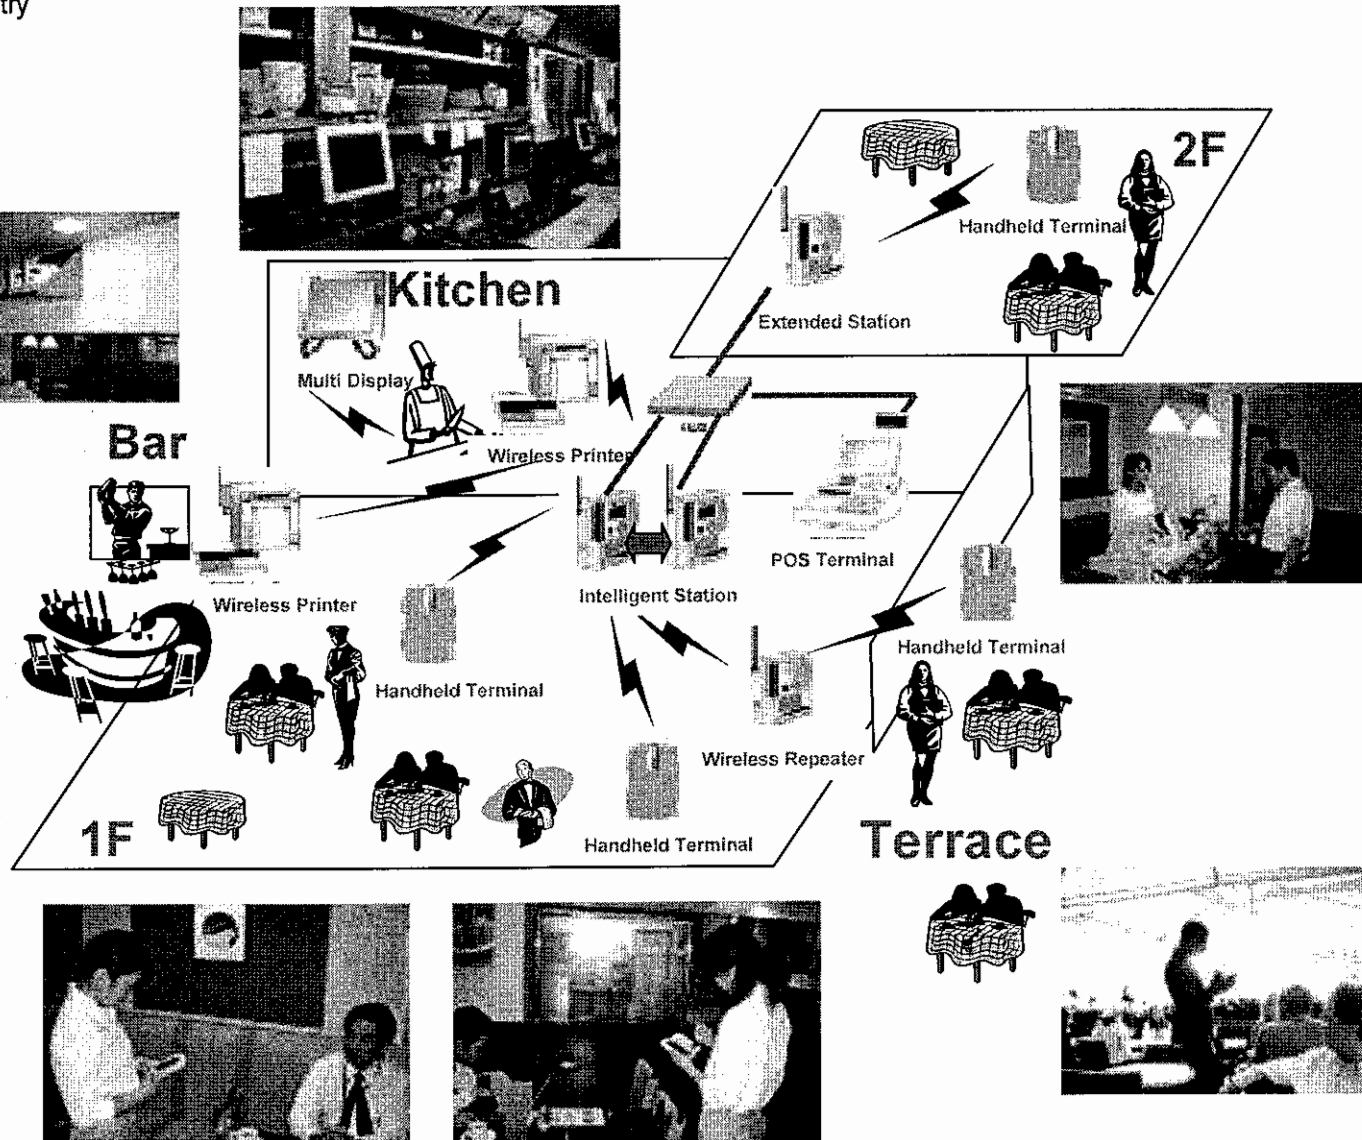 try
2F
Handheld Terminal
Extended Station
Kitchen
Multi Display
Wireless Printer
Bar
Wireless Printer
POS Terminal
Intelligent Station
Handheld Terminal
Handheld Terminal
Wireless Repeater
Handheld Terminal
1F
Terrace